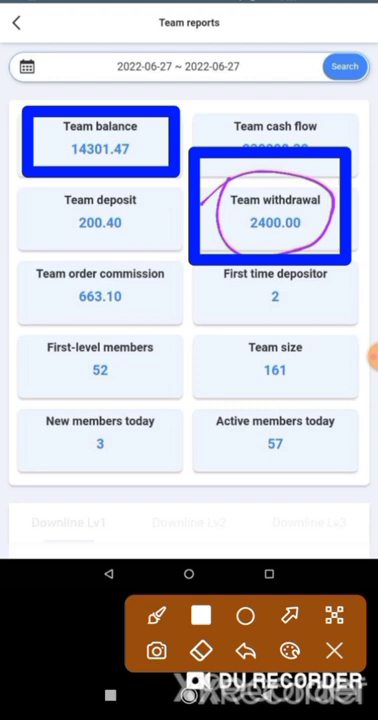 Team reports
2022-06-27 ~ 2022-06-27
Search
Team balance
14301.47
Team cash flow
Team deposit
200.40
Team withdrawal
2400.00
Team order commission
663.10
First time depositor
2
First-level members
52
Team size
161
New members today
3
Active members today
57
Downline Lv1
Downline Lv2
Downline Lv3
DU RECORDER
XRecorder